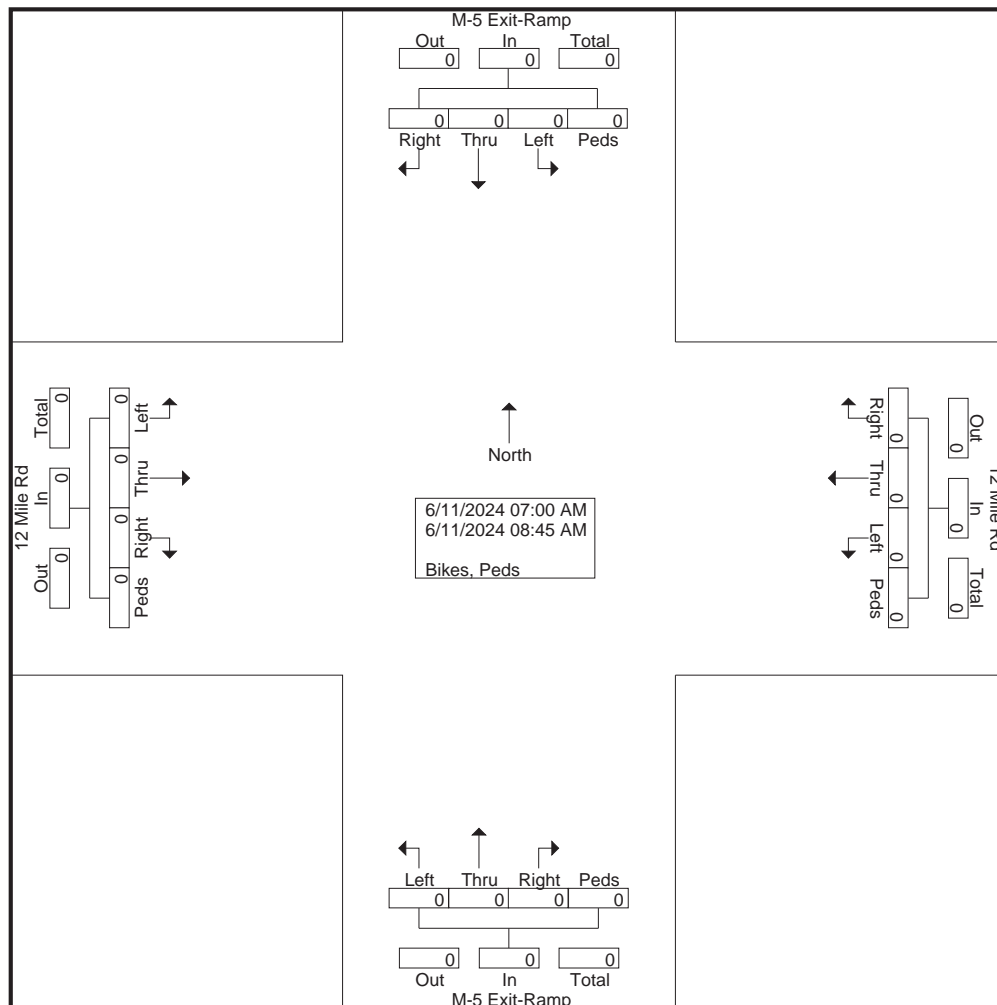 M-5 Exit-Ramp
Out In Total
0 0 0
0 0 0 0
Right Thru Left Peds
12 Mile Rd
Total In Out
0 0 0
0 0 0 0
Left Thru Right Peds
North
6/11/2024 07:00 AM
6/11/2024 08:45 AM
Bikes, Peds
Right Thru Left Peds
0 0 0 0
Out In Total
0 0 0
12 Mile Rd
Left Thru Right Peds
0 0 0 0
0 0 0
Out In Total
M-5 Exit-Ramp